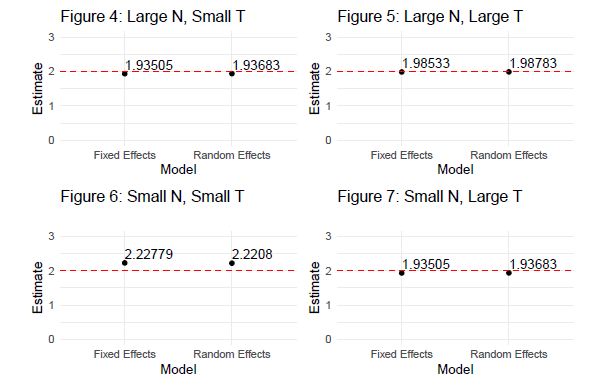 Figure 4: Large N, Small T
3
2
1
0
Estimate
1.93505
1.93683
Fixed Effects
Random Effects
Model
Figure 5: Large N, Large T
3
2
1
0
Estimate
1.98533
1.98783
Fixed Effects
Random Effects
Model
Figure 6: Small N, Small T
3
2
1
0
Estimate
2.22779
2.2208
Fixed Effects
Random Effects
Model
Figure 7: Small N, Large T
3
2
1
0
Estimate
1.93505
1.93683
Fixed Effects
Random Effects
Model